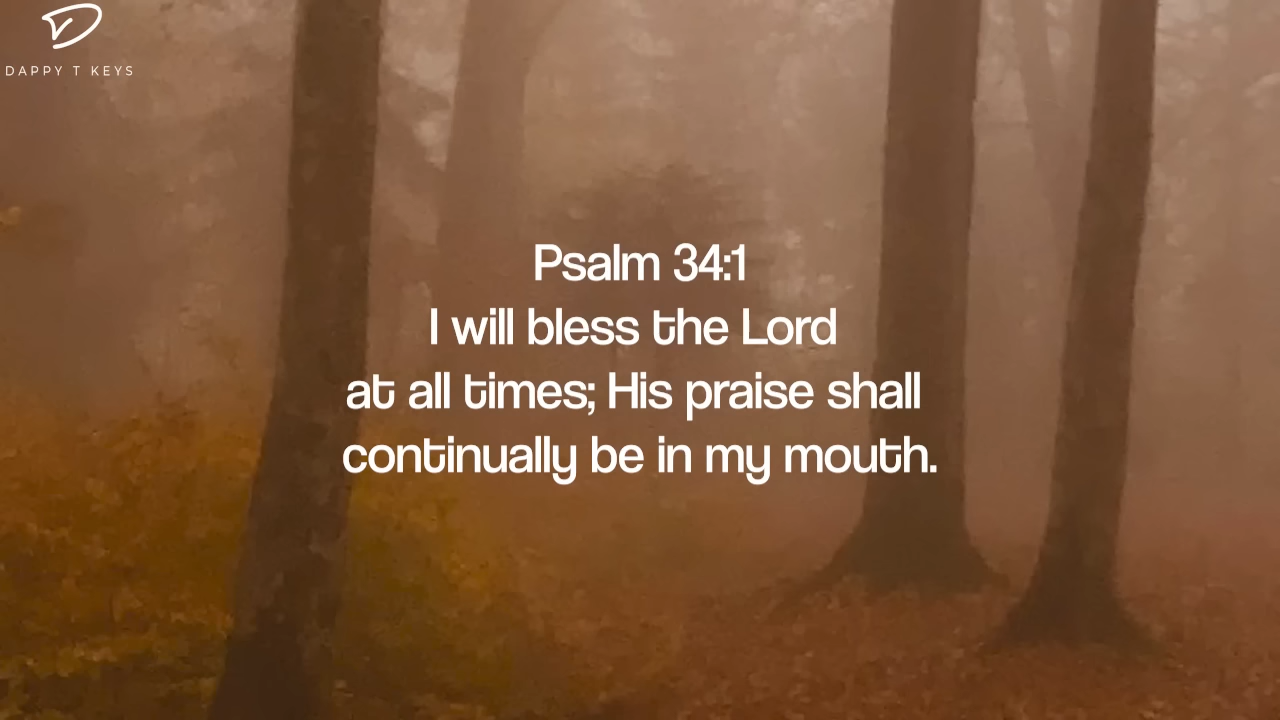 DAPPY T KEYS
Psalm 34:1
I will bless the Lord
at all times; His praise shall
continually be in my mouth.